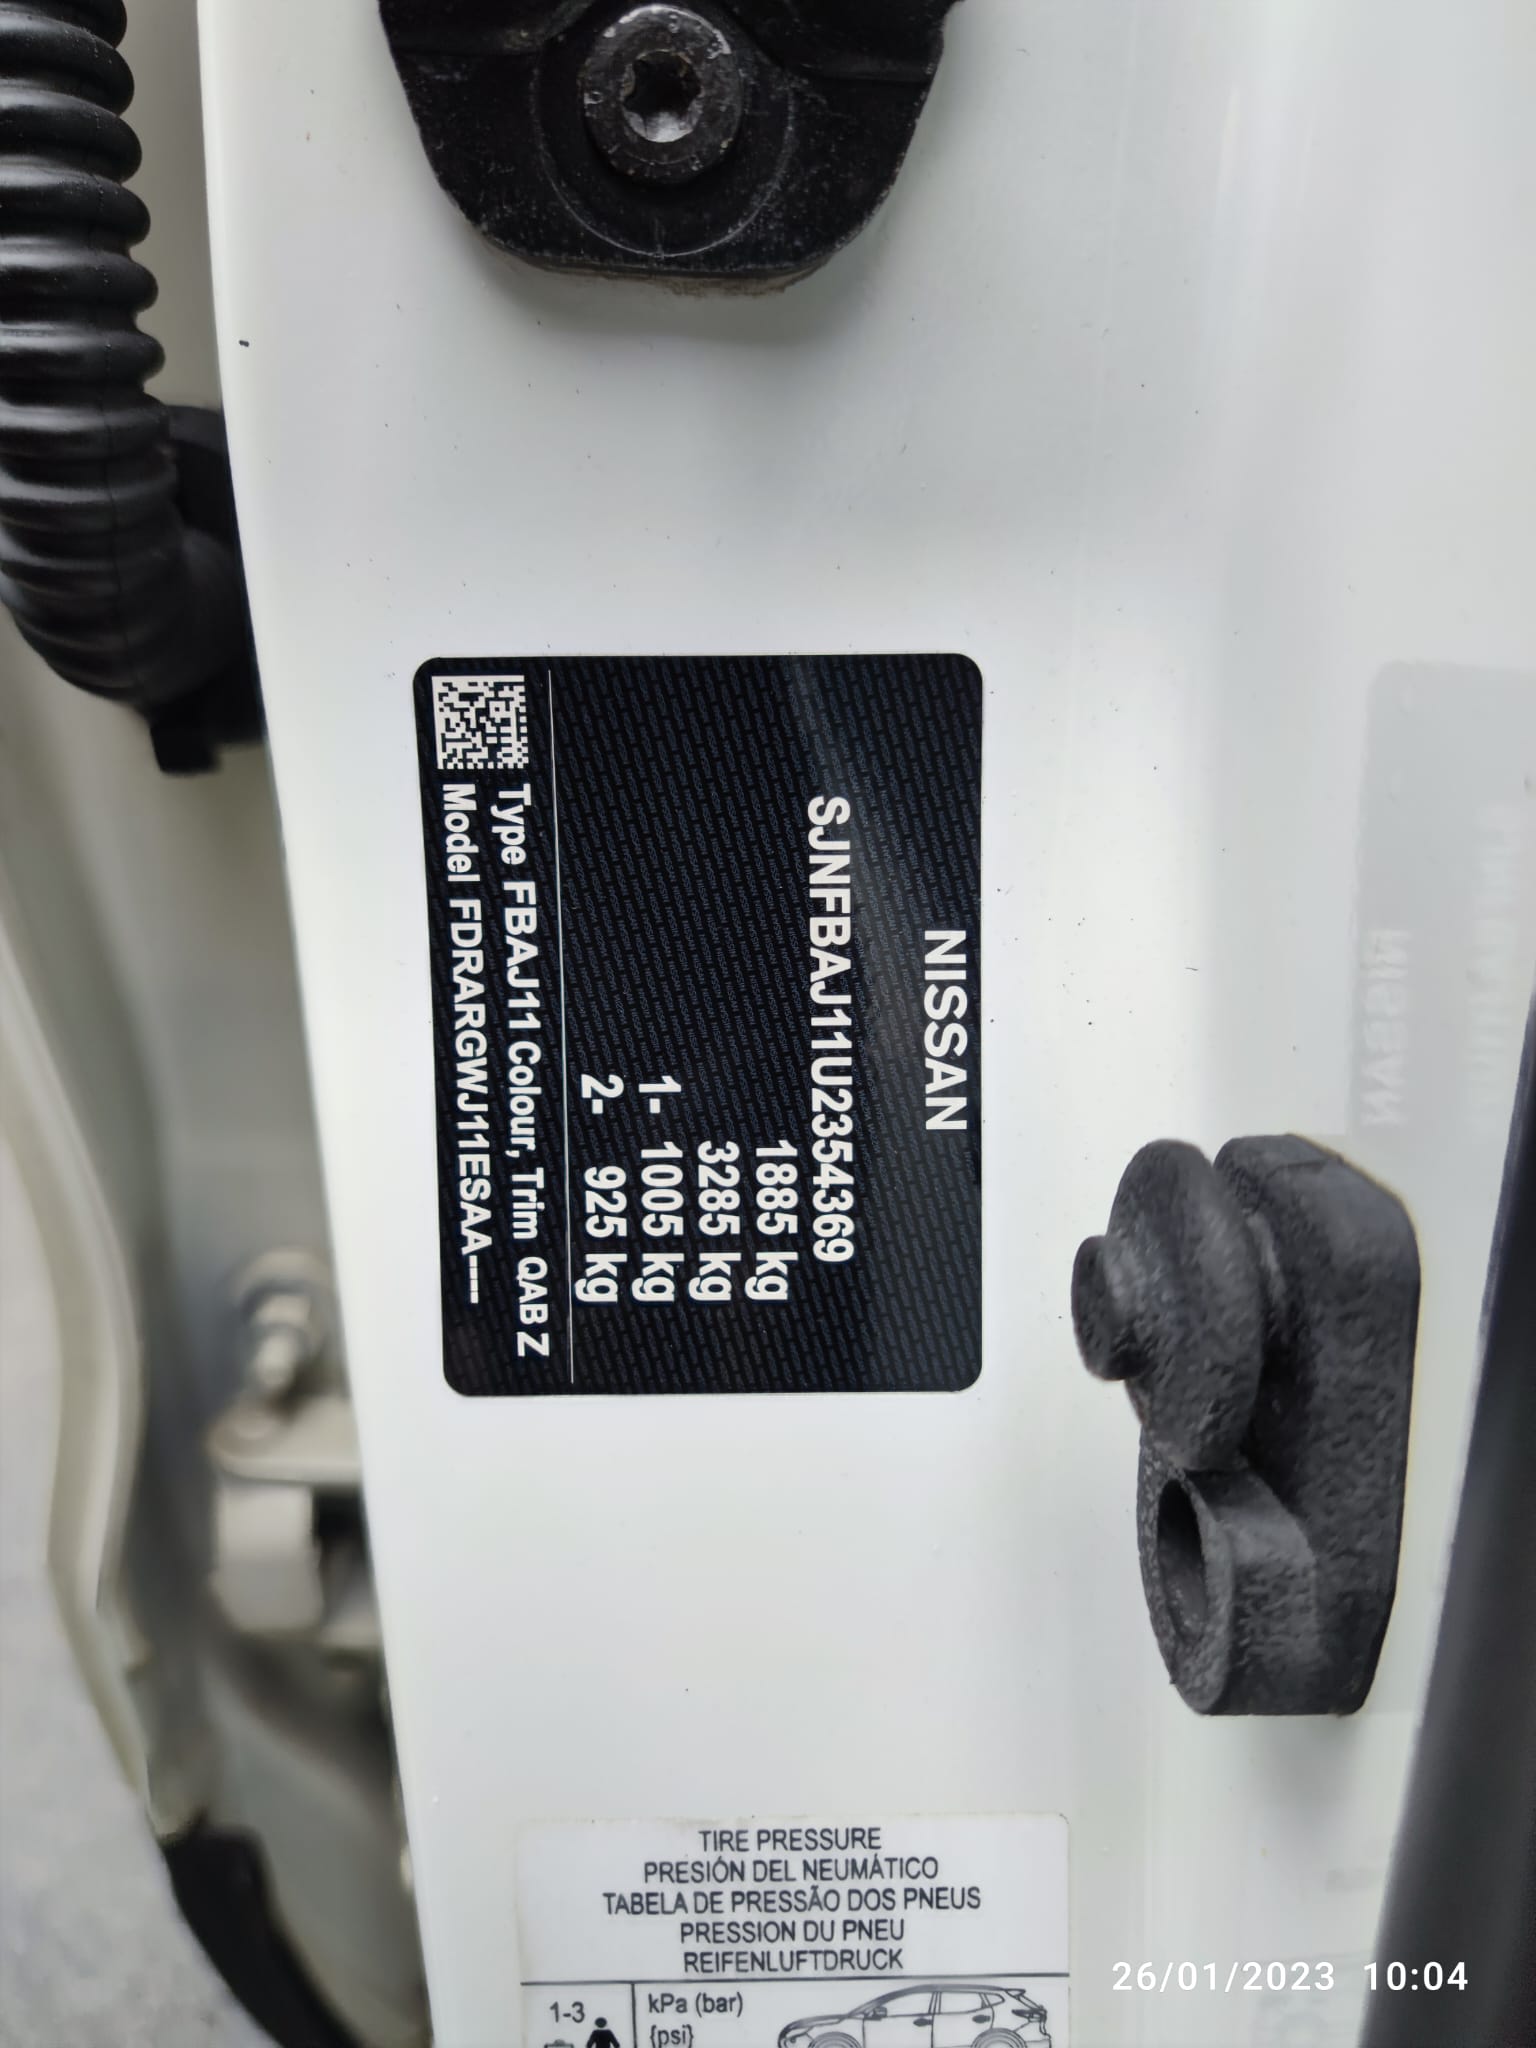 NISSAN
SJNFBAJ11U2354369
1885 kg
3285 kg
1- 1005 kg
2- 925 kg
Type FBAJ11 Colour, Trim QAB Z
Model FDRARGWJ11ESAA----
NISSAN
TIRE PRESSURE
PRESIÓN DEL NEUMÁTICO
TABELA DE PRESSÃO DOS PNEUS
PRESSION DU PNEU
REIFENLUFTDRUCK
1-3
kPa (bar)
{psi}
26/01/2023 10:04